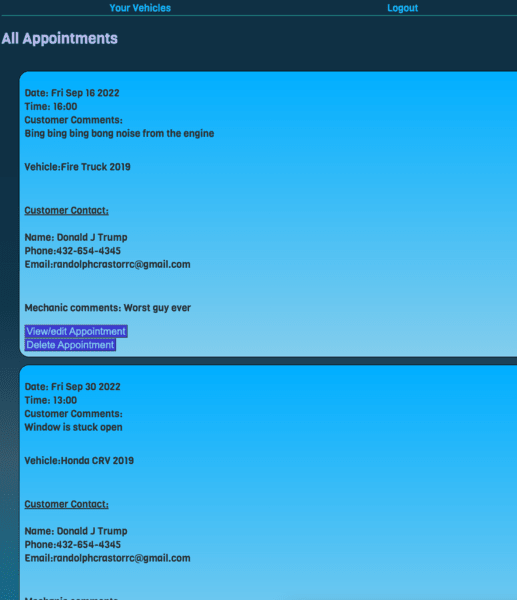 Your Vehicles Logout
All Appointments
Date: Fri Sep 16 2022
Time: 16:00
Customer Comments:
Bing bing bing bong noise from the engine
Vehicle:Fire Truck 2019
Customer Contact:
Name: Donald J Trump
Phone:432-654-4345
Email:randolphcrastorrc@gmail.com
Mechanic comments: Worst guy ever
View/edit Appointment
Delete Appointment
Date: Fri Sep 30 2022
Time: 13:00
Customer Comments:
Window is stuck open
Vehicle:Honda CRV 2019
Customer Contact:
Name: Donald J Trump
Phone:432-654-4345
Email:randolphcrastorrc@gmail.com
Mechanic comments